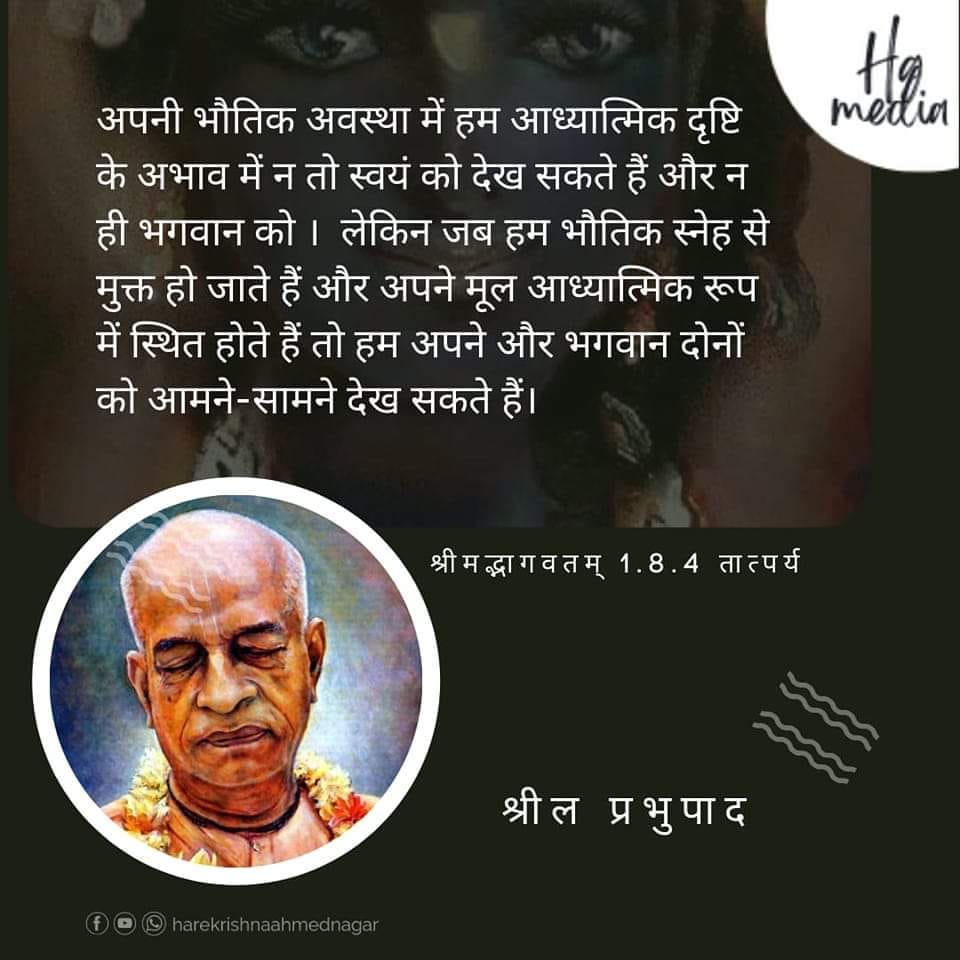 Hg
media
अपनी भौतिक अवस्था में हम आध्यात्मिक दृष्टि
के अभाव में न तो स्वयं को देख सकते हैं और न
ही भगवान को । लेकिन जब हम भौतिक स्नेह से
मुक्त हो जाते हैं और अपने मूल आध्यात्मिक रूप
में स्थित होते हैं तो हम अपने और भगवान दोनों
को आमने-सामने देख सकते हैं।
श्रीमद्भागवतम् 1.8.4 तात्पर्य
श्रील प्रभुपाद
harekrishnaahmednagar